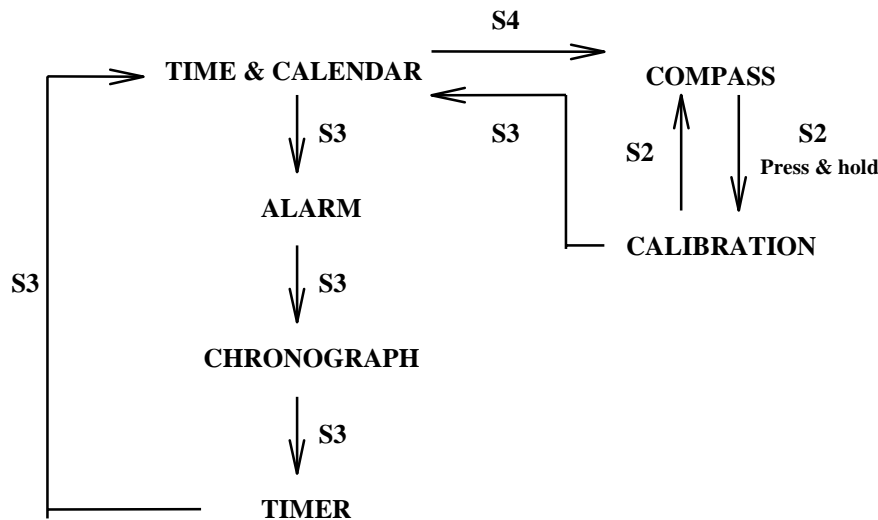 S4
TIME & CALENDAR
COMPASS
S3
S3
S2
S2
Press & hold
ALARM
CALIBRATION
S3
S3
CHRONOGRAPH
S3
TIMER